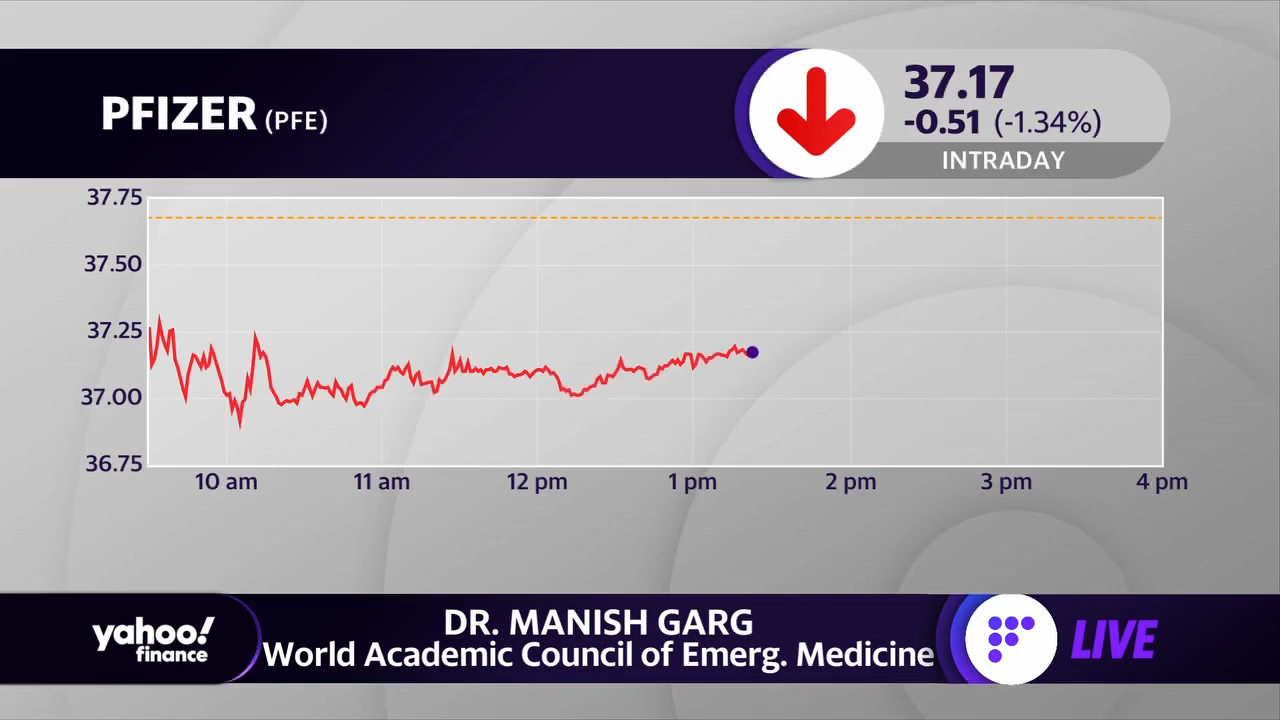 PFIZER (PFE)
37.17
-0.51 (-1.34%)
INTRADAY
37.75
37.50
37.25
37.00
36.75
10 am 11 am 12 pm 1 pm 2 pm 3 pm 4 pm
yahoo!
finance
DR. MANISH GARG
World Academic Council of Emerg. Medicine
LIVE